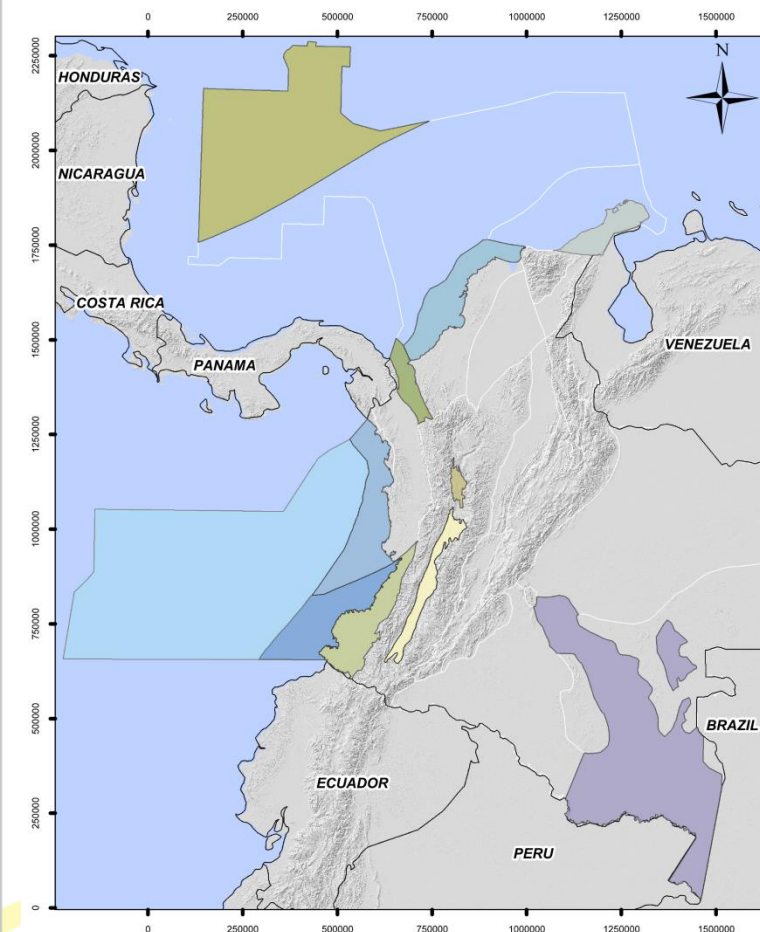 0 250000 500000 750000 1000000 1250000 1500000
N
2250000
HONDURAS
2000000
NICARAGUA
1750000
COSTA RICA
1500000
PANAMA
VENEZUELA
1250000
1000000
750000
500000
BRAZIL
ECUADOR
250000
PERU
0
0 250000 500000 750000 1000000 1250000 1500000